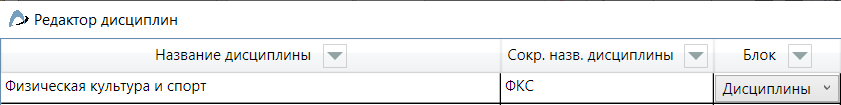 Редактор дисциплин
Название дисциплины Сокр. назв. дисциплины Блок
Физическая культура и спорт ФКС Дисциплины